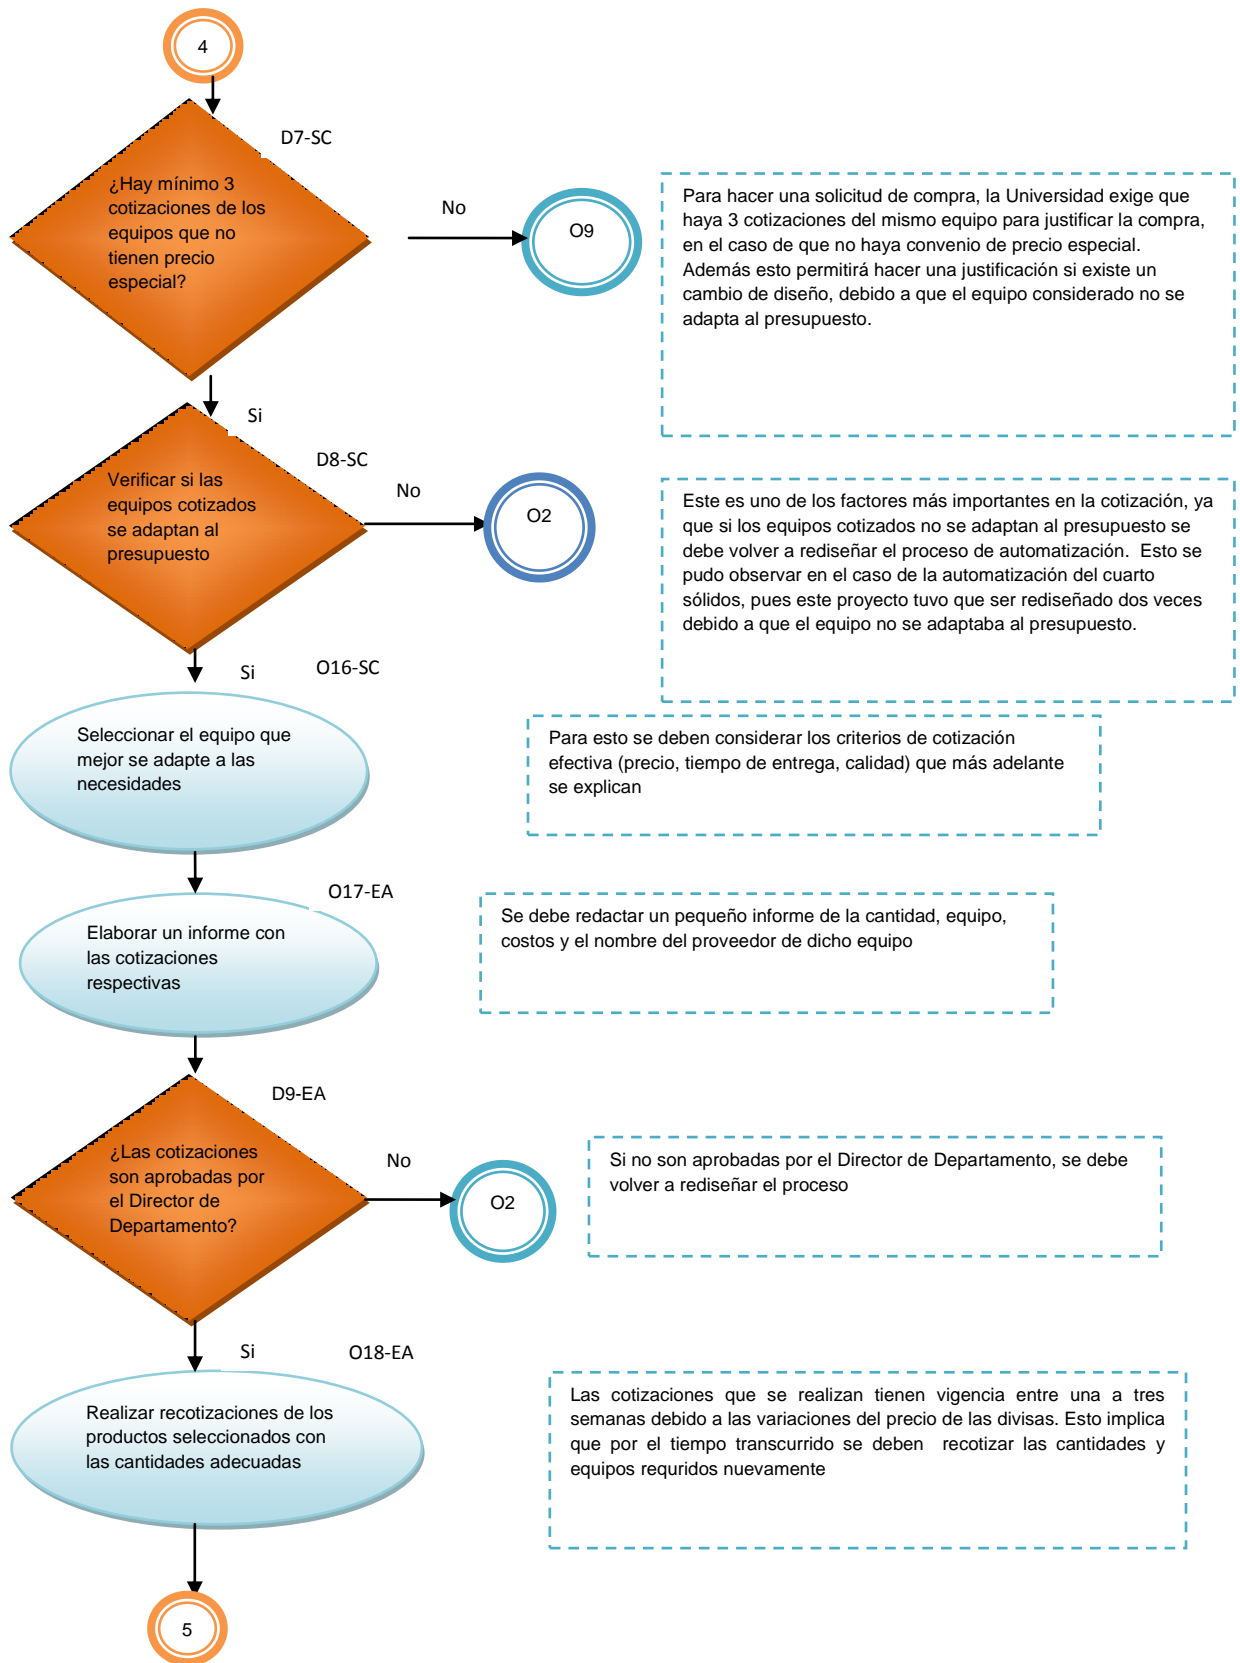 4
D7-SC
¿Hay mínimo 3
cotizaciones de los
equipos que no
tienen precio
especial?
No
O9
Para hacer una solicitud de compra, la Universidad exige que
haya 3 cotizaciones del mismo equipo para justificar la compra,
en el caso de que no haya convenio de precio especial.
Además esto permitirá hacer una justificación si existe un
cambio de diseño, debido a que el equipo considerado no se
adapta al presupuesto.
Si
D8-SC
Verificar si las
equipos cotizados
se adaptan al
presupuesto
No
O2
Este es uno de los factores más importantes en la cotización, ya
que si los equipos cotizados no se adaptan al presupuesto se
debe volver a rediseñar el proceso de automatización.  Esto se
pudo observar en el caso de la automatización del cuarto
sólidos, pues este proyecto tuvo que ser rediseñado dos veces
debido a que el equipo no se adaptaba al presupuesto.
Si
O16-SC
Seleccionar el equipo que
mejor se adapte a las
necesidades
Para esto se deben considerar los criterios de cotización
efectiva (precio, tiempo de entrega, calidad) que más adelante
se explican
O17-EA
Elaborar un informe con
las cotizaciones
respectivas
Se debe redactar un pequeño informe de la cantidad, equipo,
costos y el nombre del proveedor de dicho equipo
D9-EA
¿Las cotizaciones
son aprobadas por
el Director de
Departamento?
No
O2
Si no son aprobadas por el Director de Departamento, se debe
volver a rediseñar el proceso
Si
O18-EA
Realizar recotizaciones de los
productos seleccionados con
las cantidades adecuadas
Las cotizaciones que se realizan tienen vigencia entre una a tres
semanas debido a las variaciones del precio de las divisas. Esto implica
que por el tiempo transcurrido se deben  recotizar las cantidades y
equipos requridos nuevamente
5